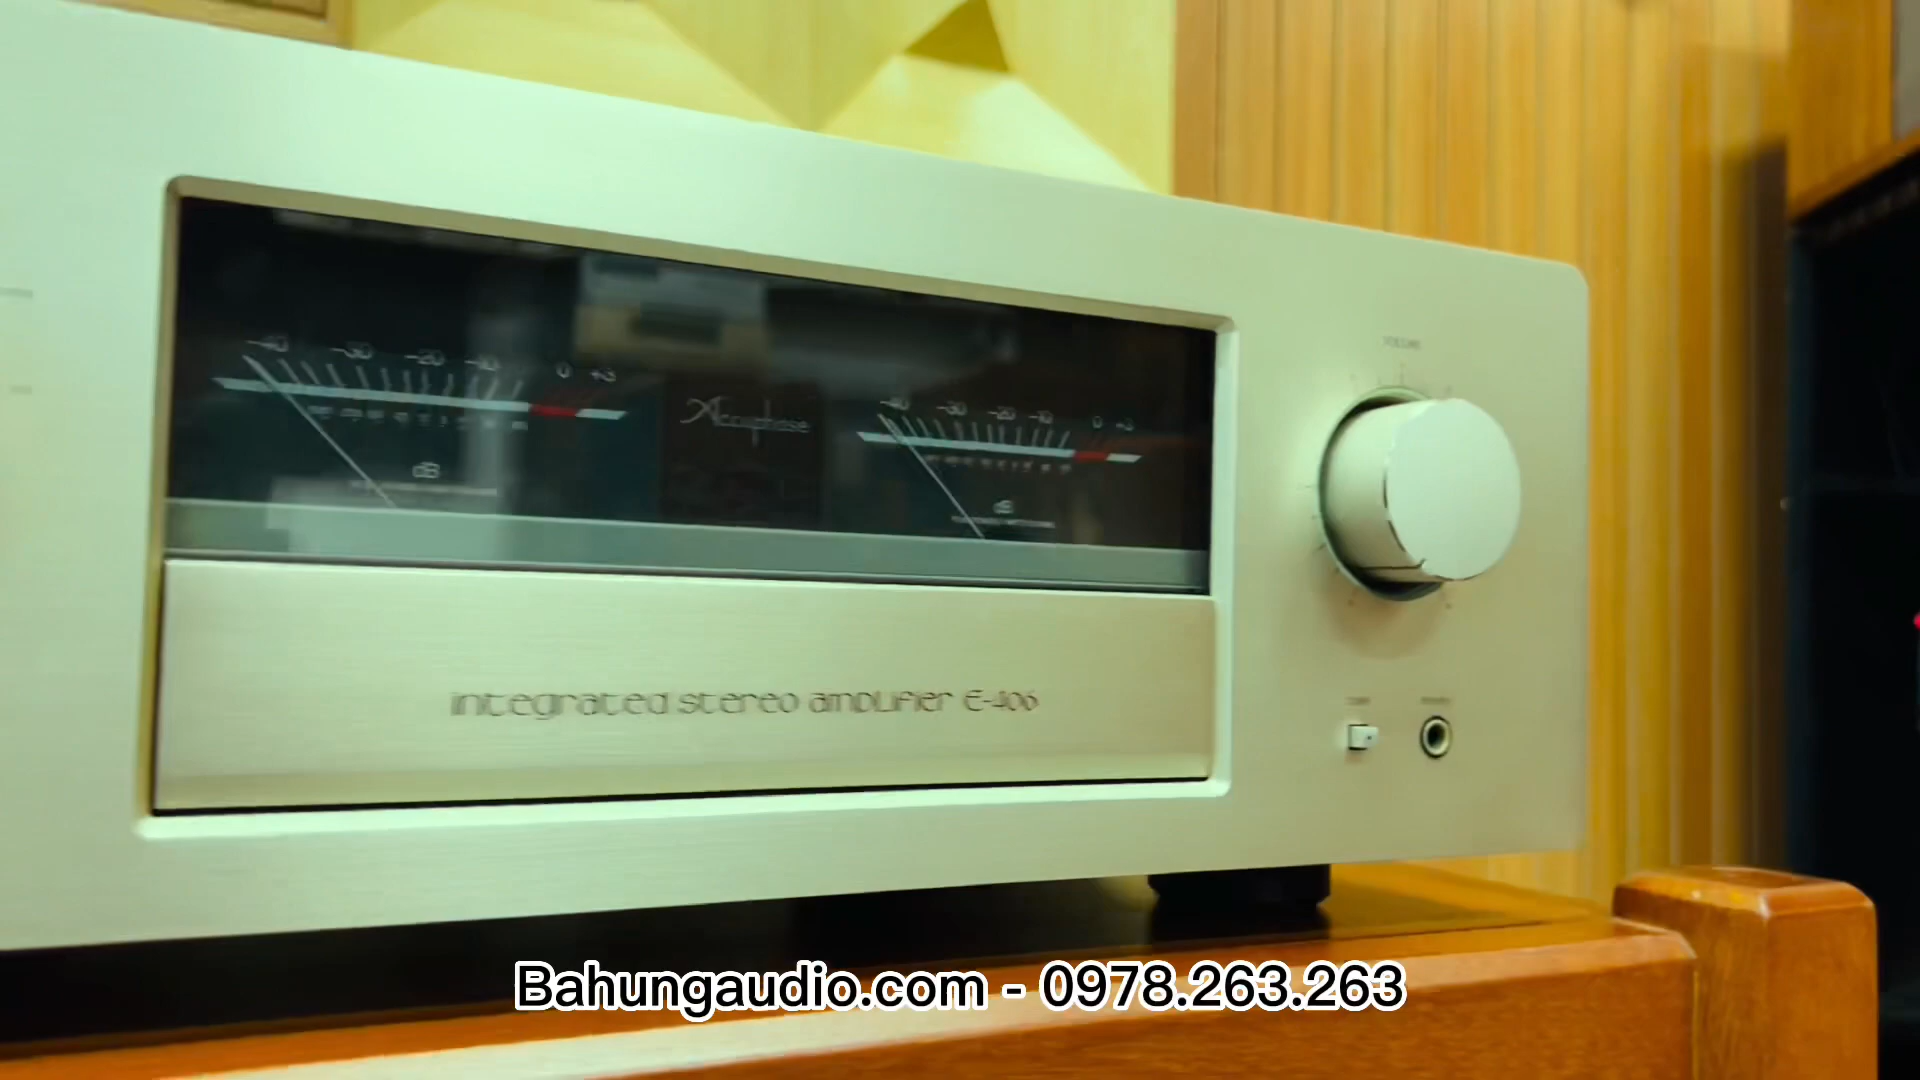 VOLUME
-40 -30 -20 -10 0 +3
dB
Accuphase
-40 -30 -20 -10 0 +3
dB
integrated stereo amplifier E-406
Bahungaudio.com - 0978.263.263